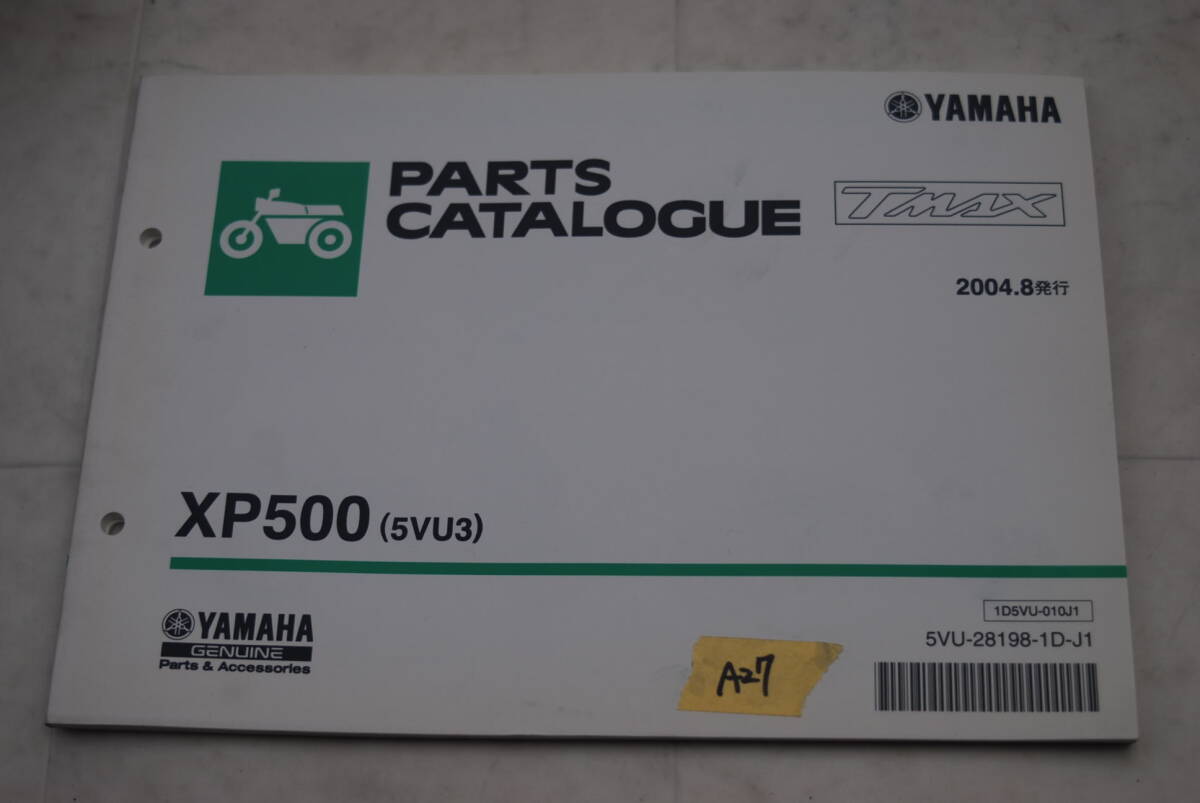 YAMAHA
PARTS
CATALOGUE
TMAX
2004.8発行
XP500 (5VU3)
YAMAHA
GENUINE
Parts & Accessories
1D5VU-010J1
5VU-28198-1D-J1
A27